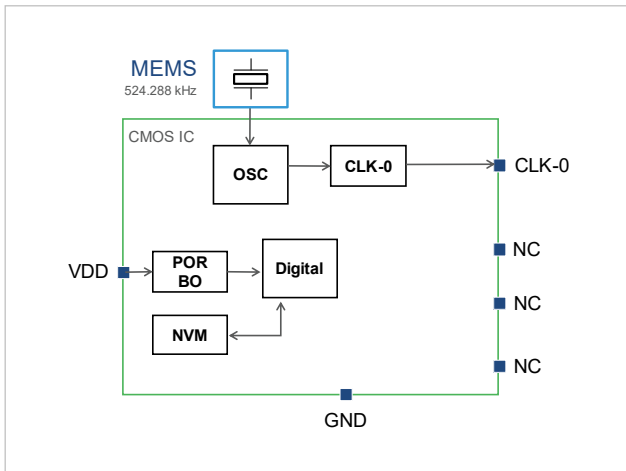 MEMS
524.288 kHz
CMOS IC
OSC
CLK-0
CLK-0
NC
VDD
POR
BO
Digital
NC
NVM
NC
GND